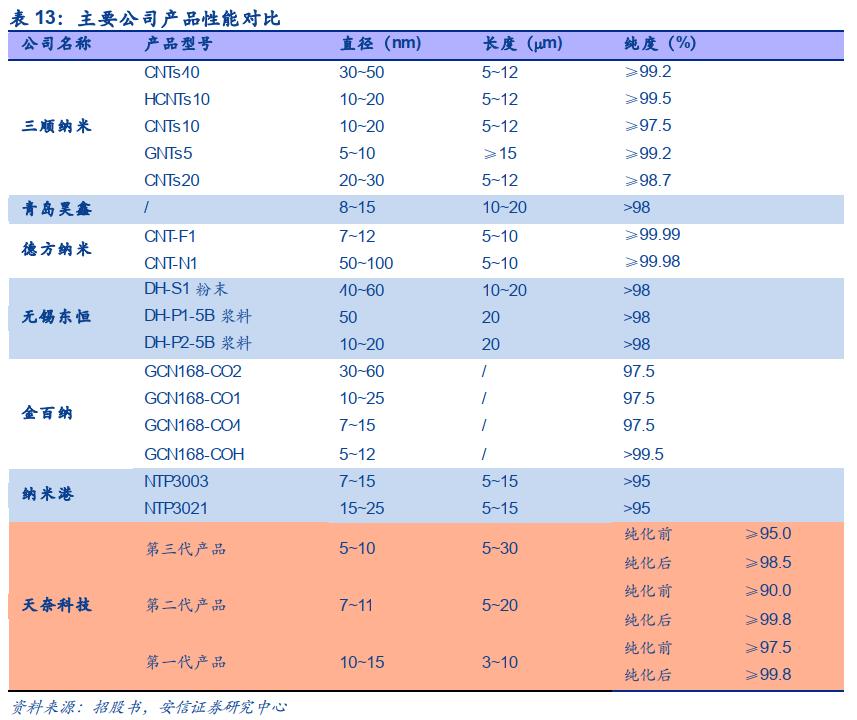 表 13：主要公司产品性能对比
公司名称 产品型号 直径（nm） 长度（μm） 纯度（%）
CNTs40 30~50 5~12 ≥99.2
HCNTs10 10~20 5~12 ≥99.5
三顺纳米 CNTs10 10~20 5~12 ≥97.5
GNTs5 5~10 ≥15 ≥99.2
CNTs20 20~30 5~12 ≥98.7
青岛昊鑫 / 8~15 10~20 >98
德方纳米 CNT-F1 7~12 5~10 ≥99.99
CNT-N1 50~100 5~10 ≥99.98
DH-S1 粉末 40~60 10~20 >98
无锡东恒 DH-P1-5B 浆料 50 20 >98
DH-P2-5B 浆料 10~20 20 >98
GCN168-CO2 30~60 / 97.5
金百纳 GCN168-CO1 10~25 / 97.5
GCN168-CO4 7~15 / 97.5
GCN168-COH 5~12 / >99.5
纳米港 NTP3003 7~15 5~15 >95
NTP3021 15~25 5~15 >95
第三代产品 5~10 5~30 纯化前 ≥95.0
纯化后 ≥98.5
纯化前 ≥90.0
天奈科技 第二代产品 7~11 5~20
纯化后 ≥99.8
纯化前 ≥97.5
第一代产品 10~15 3~10
纯化后 ≥99.8
资料来源：招股书，安信证券研究中心